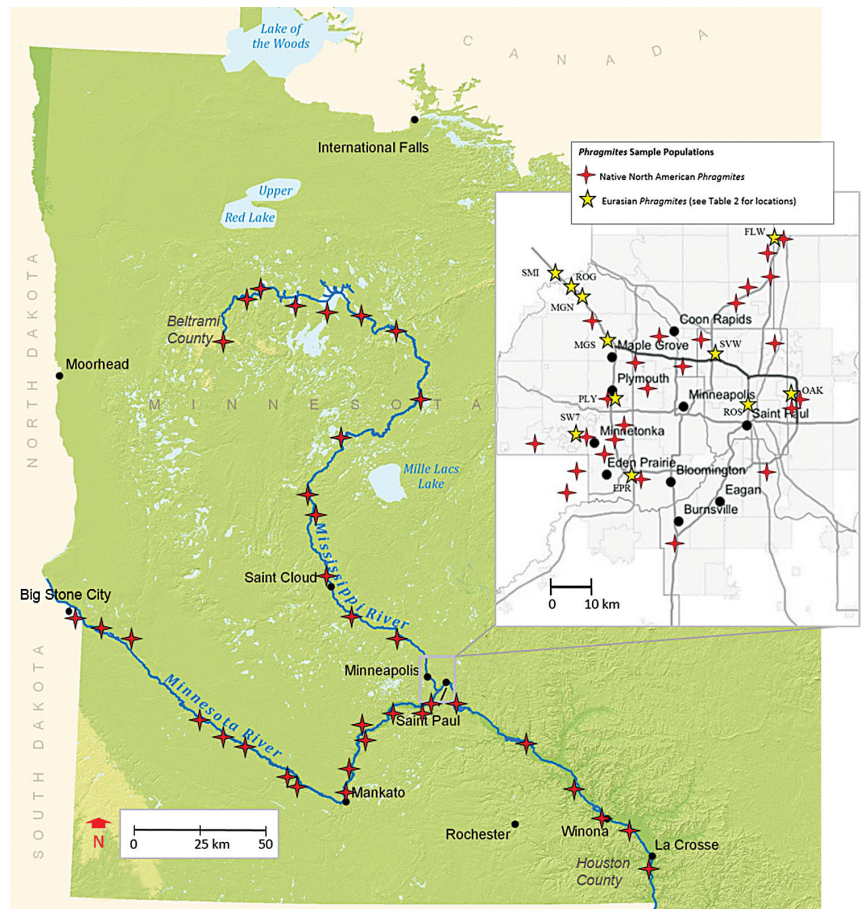 Lake of
the Woods
C A N A D A
International Falls
Phragmites Sample Populations
Native North American Phragmites
Eurasian Phragmites (see Table 2 for locations)
Upper
Red Lake
NORTH DAKOTA
Beltrami
County
Moorhead
MINNESOTA
Mille Lacs
Lake
FLW
SMI
ROG
MGN
Coon Rapids
MGS
Maple Grove
SVW
Plymouth
PLY
Minneapolis
OAK
ROS
Saint Paul
SW7
Minnetonka
Eden Prairie
EPR
Bloomington
Eagan
Burnsville
0 10 km
Saint Cloud
Mississippi River
Big Stone City
Minneapolis
Saint Paul
Minnesota River
SOUTH DAKOTA
Mankato
N
0 25 50
km
Rochester
Winona
La Crosse
Houston
County